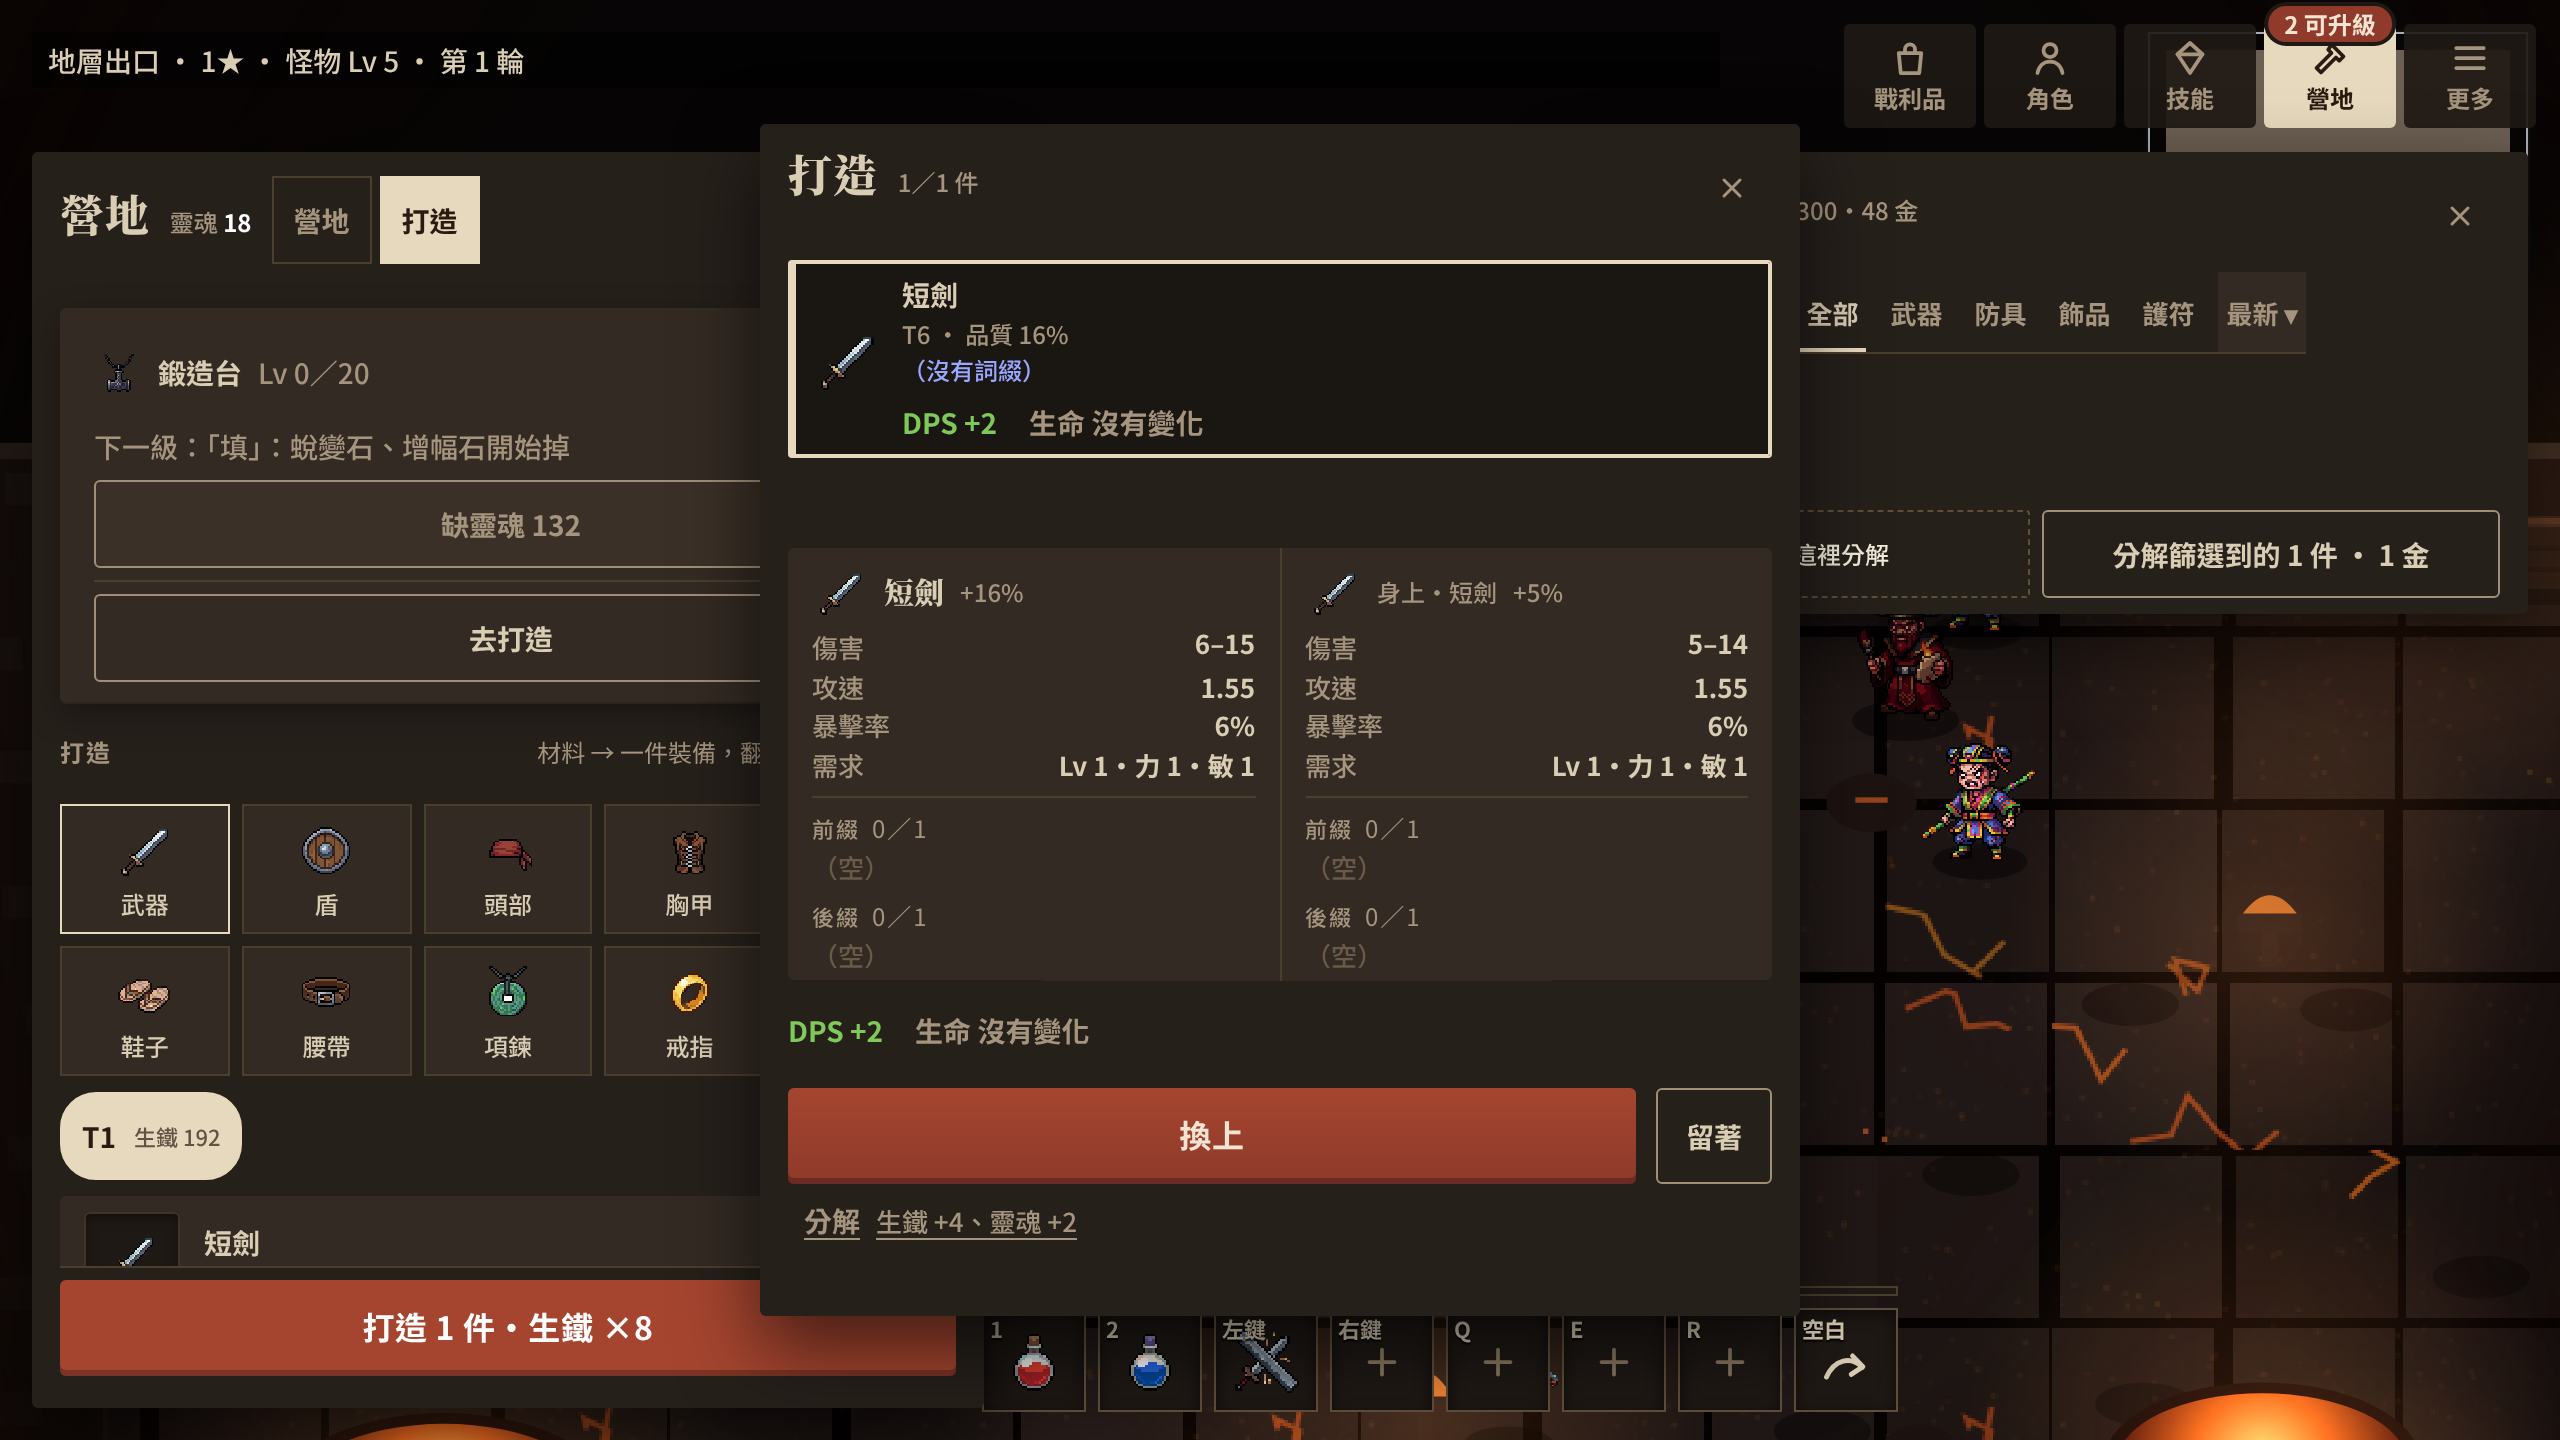 地層出口 · 1★ · 怪物 Lv 5 · 第 1 輪
戰利品
角色
技能
2 可升級
營地
更多
營地 靈魂 18
營地
打造
鍛造台 Lv 0／20
下一級：「填」：蛻變石、增幅石開始掉
缺靈魂 132
去打造
打造
材料 → 一件裝備，翻
武器
盾
頭部
胸甲
鞋子
腰帶
項鍊
戒指
T1 生鐵 192
短劍
打造 1 件 · 生鐵 ×8
打造 1／1 件
短劍
T6 · 品質 16%
（沒有詞綴）
DPS +2 生命 沒有變化
短劍 +16%
傷害 6–15
攻速 1.55
暴擊率 6%
需求 Lv 1 · 力 1 · 敏 1
前綴 0／1
（空）
後綴 0／1
（空）
身上 · 短劍 +5%
傷害 5–14
攻速 1.55
暴擊率 6%
需求 Lv 1 · 力 1 · 敏 1
前綴 0／1
（空）
後綴 0／1
（空）
DPS +2 生命 沒有變化
換上
留著
分解 生鐵 +4、靈魂 +2
300 · 48 金
全部
武器
防具
飾品
護符
最新 ▾
這裡分解
分解篩選到的 1 件 · 1 金
1
2
左鍵
右鍵
Q
E
R
空白